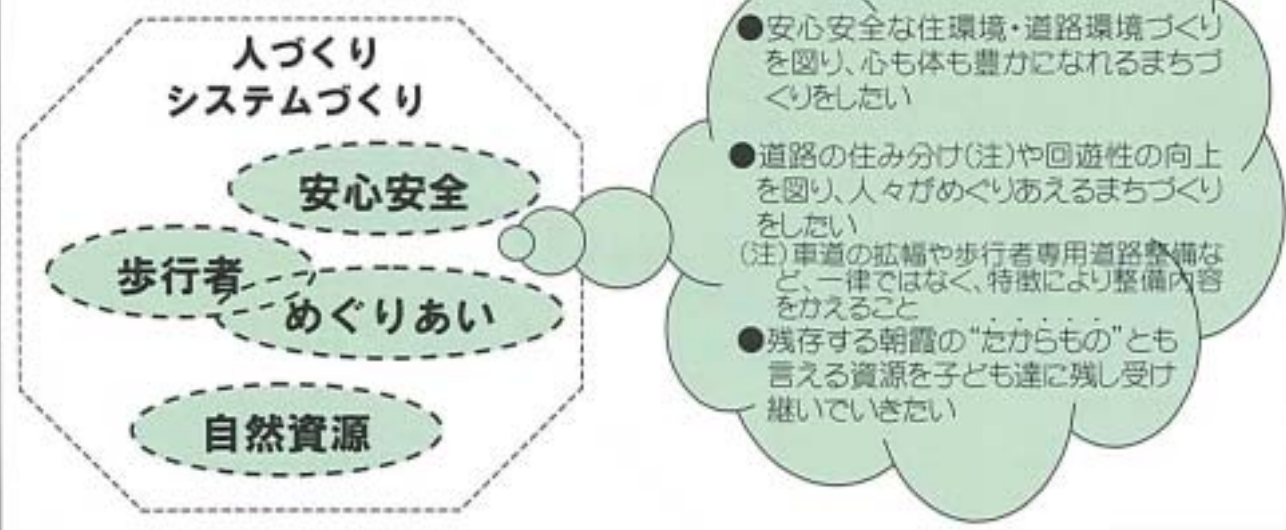 人づくり
システムづくり
安心安全
歩行者
めぐりあい
自然資源
●安心安全な住環境・道路環境づくり
を図り、心も体も豊かになれるまちづ
くりをしたい
●道路の住み分け(注)や回遊性の向上
を図り、人々がめぐりあえるまちづくり
をしたい
(注)車道の拡幅や歩行者専用道路整備な
ど、一律ではなく、特徴により整備内容
をかえること
●残存する朝霞の“たからもの”とも
言える資源を子ども達に残し受け
継いでいきたい